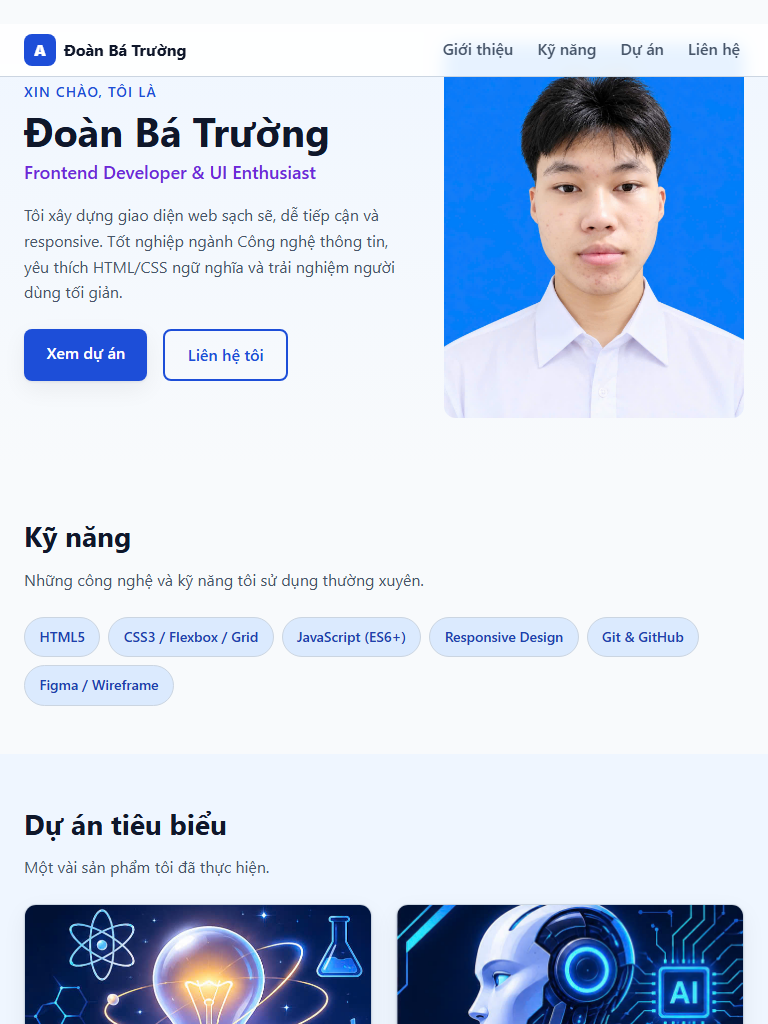 A Đoàn Bá Trường
Giới thiệu Kỹ năng Dự án Liên hệ
XIN CHÀO, TÔI LÀ
Đoàn Bá Trường
Frontend Developer & UI Enthusiast
Tôi xây dựng giao diện web sạch sẽ, dễ tiếp cận và
responsive. Tốt nghiệp ngành Công nghệ thông tin,
yêu thích HTML/CSS ngữ nghĩa và trải nghiệm người
dùng tối giản.
Xem dự án Liên hệ tôi
Kỹ năng
Những công nghệ và kỹ năng tôi sử dụng thường xuyên.
HTML5 CSS3 / Flexbox / Grid JavaScript (ES6+) Responsive Design Git & GitHub
Figma / Wireframe
Dự án tiêu biểu
Một vài sản phẩm tôi đã thực hiện.
AI